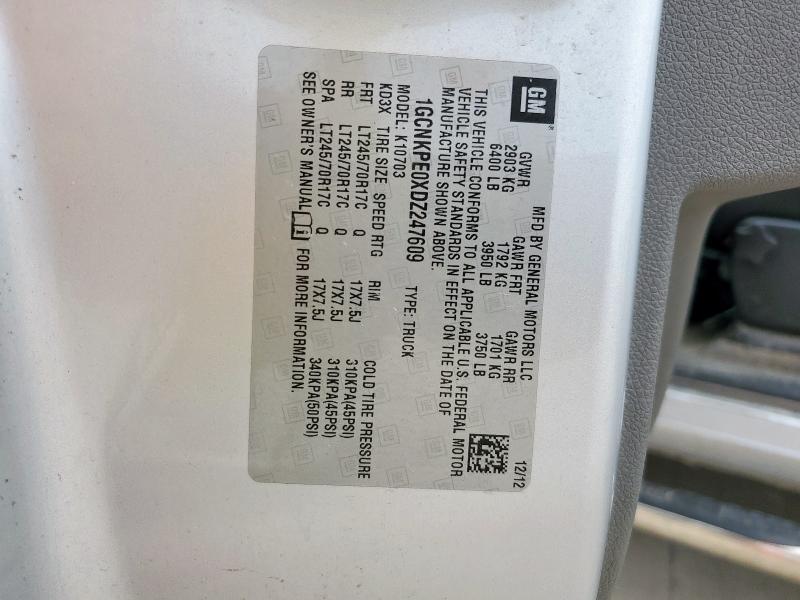 GM
MFD BY GENERAL MOTORS LLC 12/12
GVWR GAWR FRT GAWR RR
2903 KG 1792 KG 1701 KG
6400 LB 3950 LB 3750 LB
THIS VEHICLE CONFORMS TO ALL APPLICABLE U.S. FEDERAL MOTOR
VEHICLE SAFETY STANDARDS IN EFFECT ON THE DATE OF
MANUFACTURE SHOWN ABOVE.
1GCNKPE0XDZ247609 TYPE: TRUCK
MODEL: K10703
KD3X TIRE SIZE SPEED RTG RIM COLD TIRE PRESSURE
FRT LT245/70R17C Q 17X7.5J 310KPA(45PSI)
RR LT245/70R17C Q 17X7.5J 310KPA(45PSI)
SPA LT245/70R17C Q 17X7.5J 340KPA(50PSI)
SEE OWNER'S MANUAL FOR MORE INFORMATION.